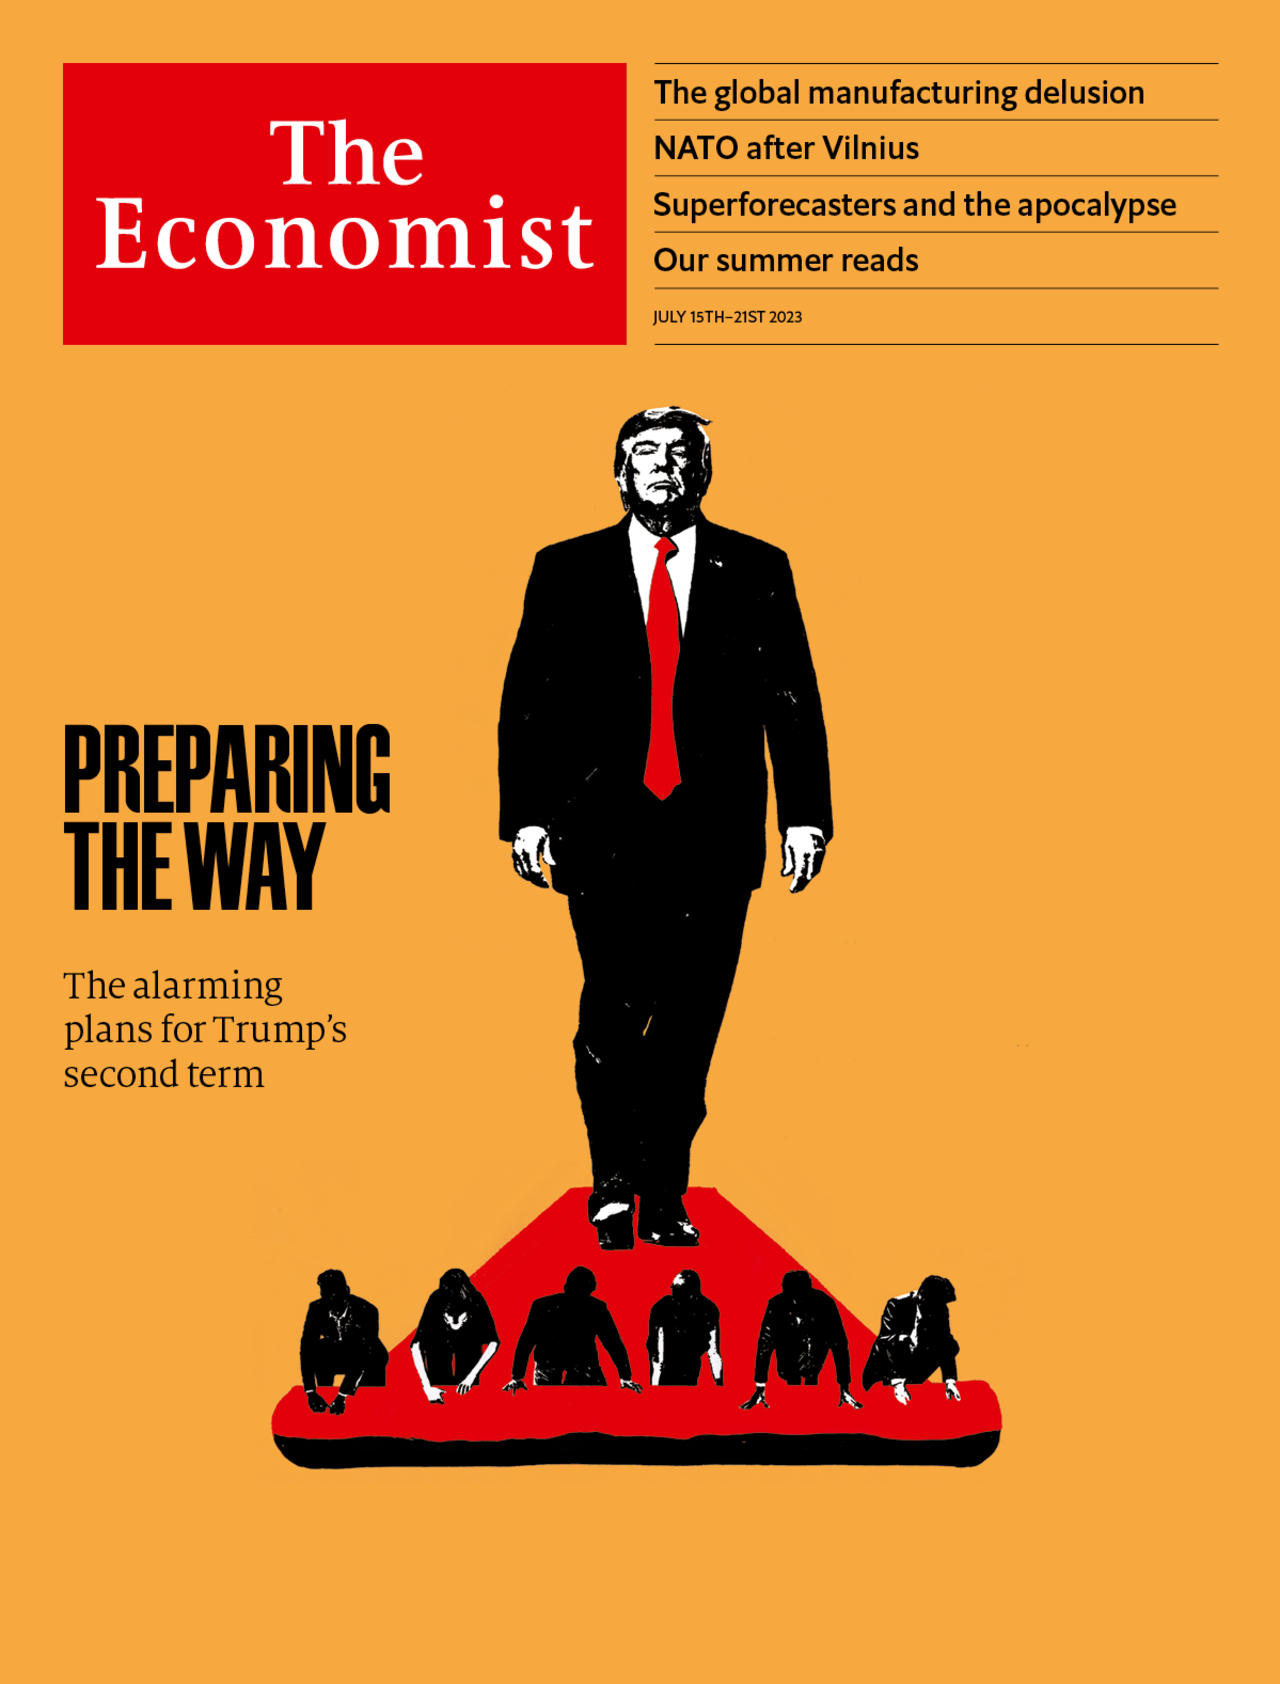 The
Economist
The global manufacturing delusion
NATO after Vilnius
Superforecasters and the apocalypse
Our summer reads
JULY 15TH–21ST 2023
PREPARING
THE WAY
The alarming
plans for Trump’s
second term